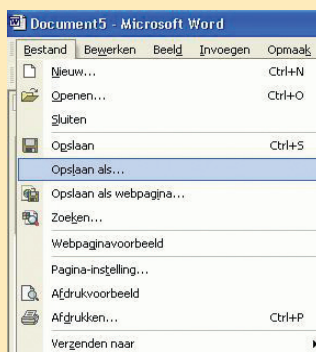 Document5 - Microsoft Word
Bestand Bewerken Beeld Invoegen Opmaak
Nieuw... Ctrl+N
Openen... Ctrl+O
Sluiten
Opslaan Ctrl+S
Opslaan als...
Opslaan als webpagina...
Zoeken...
Webpaginavoorbeeld
Pagina-instelling...
Afdrukvoorbeeld
Afdrukken... Ctrl+P
Verzenden naar